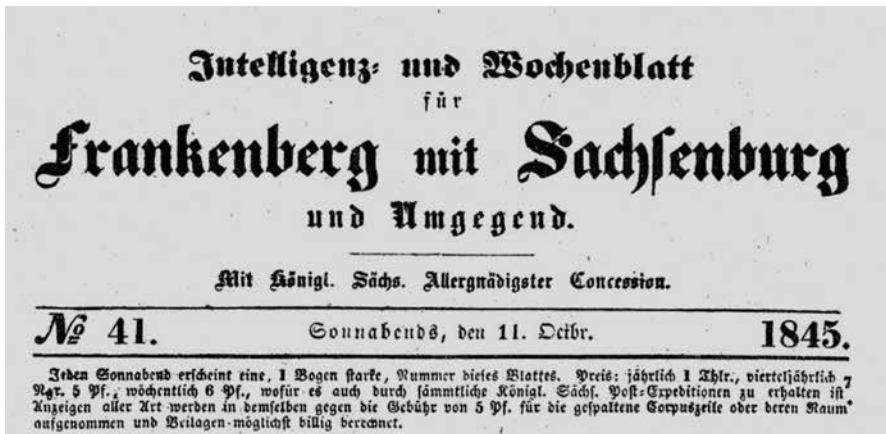 Intelligenz- und Wochenblatt
für
Frankenberg mit Sachsenburg
und Umgegend.
Mit Königl. Sächs. Allergnädigster Concession.
№ 41. Sonnabends, den 11. Octbr. 1845.
Jeden Sonnabend erscheint eine, 1 Bogen starke, Nummer dieses Blattes. Preis: jährlich 1 Thlr., vierteljährlich 7
Ngr. 5 Pf., wöchentlich 6 Pf., wofür es auch durch sämmtliche Königl. Sächs. Post-Expeditionen zu erhalten ist
Anzeigen aller Art werden in demselben gegen die Gebühr von 5 Pf. für die gespaltene Corpuszeile oder deren Raum
aufgenommen und Beilagen möglichst billig berechnet.